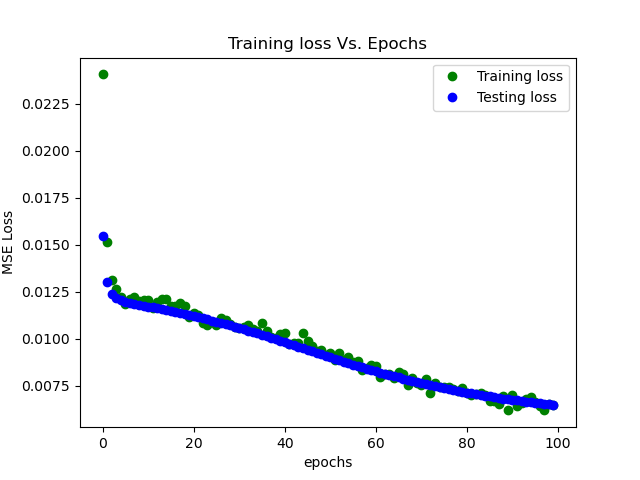 Training loss Vs. Epochs
Training loss
Testing loss
MSE Loss
0.0225
0.0200
0.0175
0.0150
0.0125
0.0100
0.0075
0 20 40 60 80 100
epochs